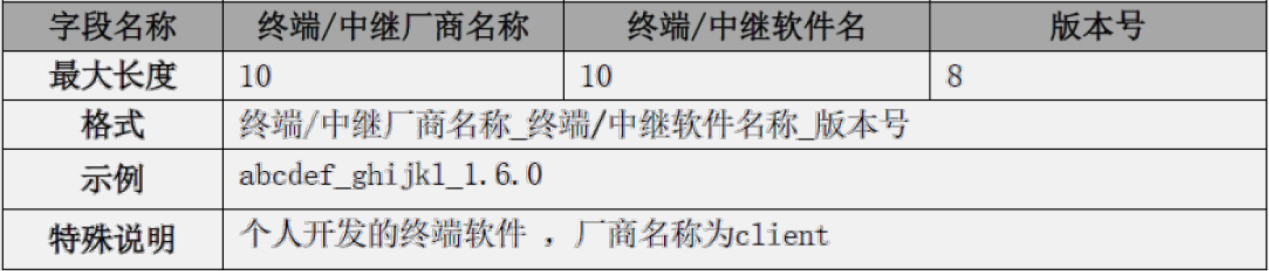 字段名称 终端/中继厂商名称 终端/中继软件名 版本号
最大长度 10 10 8
格式 终端/中继厂商名称_终端/中继软件名称_版本号
示例 abcdef_ghijkl_1.6.0
特殊说明 个人开发的终端软件 ，厂商名称为client